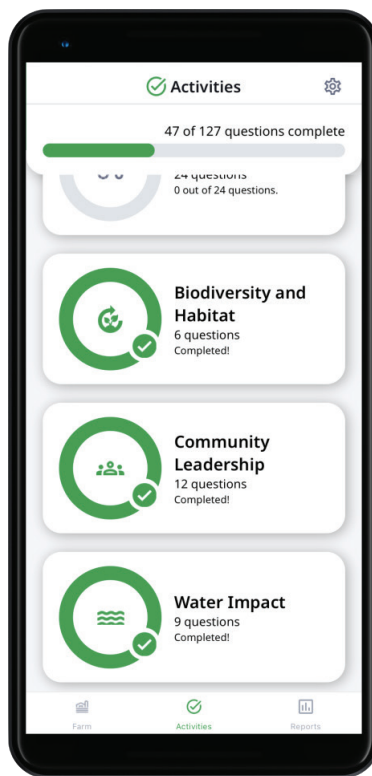 Activities
47 of 127 questions complete
24 questions
0 out of 24 questions.
Biodiversity and
Habitat
6 questions
Completed!
Community
Leadership
12 questions
Completed!
Water Impact
9 questions
Completed!
Farm
Activities
Reports